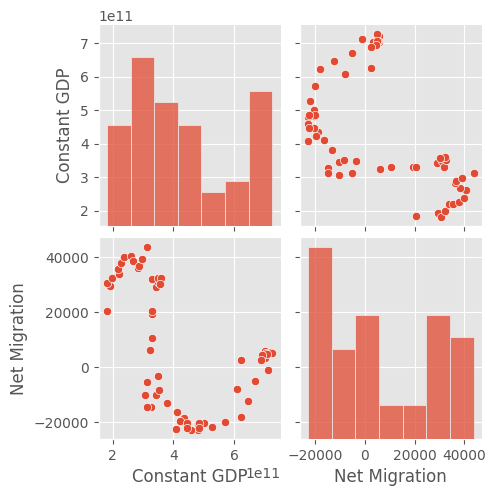 1e11
7
6
5
4
3
2
Constant GDP
40000
20000
0
−20000
Net Migration
2
4
6
1e11
Constant GDP
−20000
0
20000
40000
Net Migration